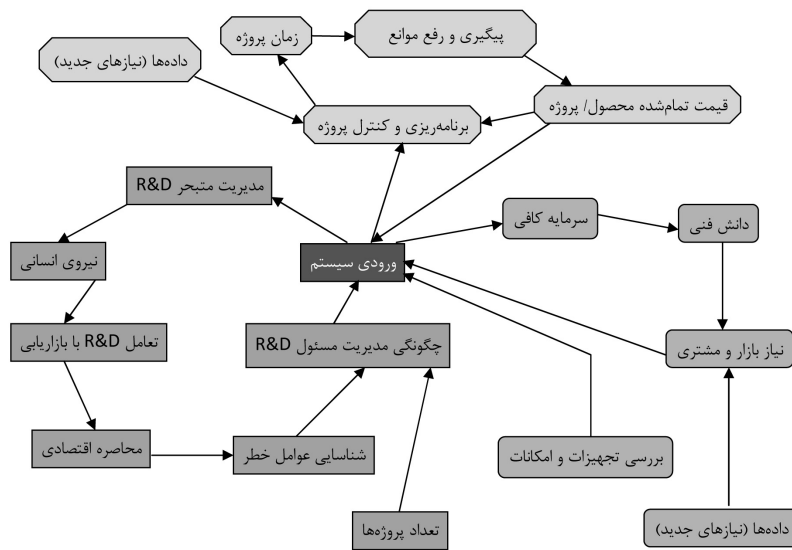 زمان پروژه
پیگیری و رفع موانع
داده‌ها (نیازهای جدید)
قیمت تمام‌شده محصول/ پروژه
برنامه‌ریزی و کنترل پروژه
مدیریت متبحر R&D
سرمایه کافی
دانش فنی
نیروی انسانی
ورودی سیستم
تعامل R&D با بازاریابی
چگونگی مدیریت مسئول R&D
نیاز بازار و مشتری
محاصره اقتصادی
شناسایی عوامل خطر
بررسی تجهیزات و امکانات
تعداد پروژه‌ها
داده‌ها (نیازهای جدید)